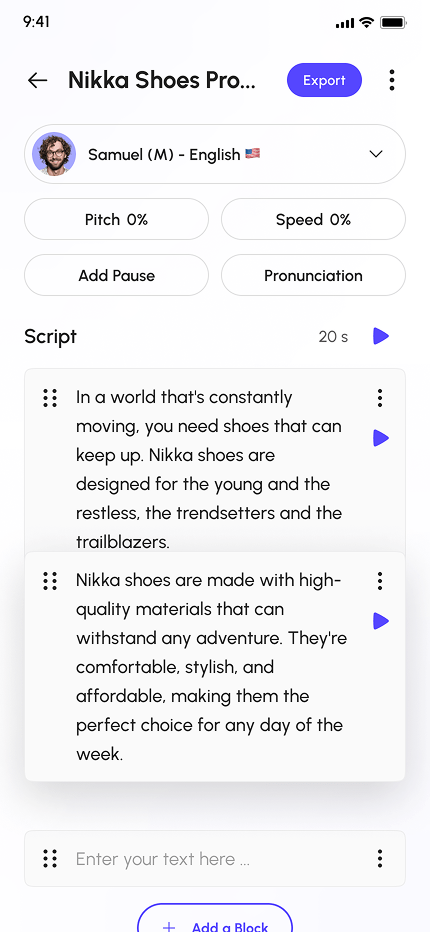 9:41
Nikka Shoes Pro...
Export
Samuel (M) - English
Pitch 0%
Speed 0%
Add Pause
Pronunciation
Script
20 s
In a world that's constantly
moving, you need shoes that can
keep up. Nikka shoes are
designed for the young and the
restless, the trendsetters and the
trailblazers.
Nikka shoes are made with high-
quality materials that can
withstand any adventure. They're
comfortable, stylish, and
affordable, making them the
perfect choice for any day of the
week.
Enter your text here ...
Add a Block